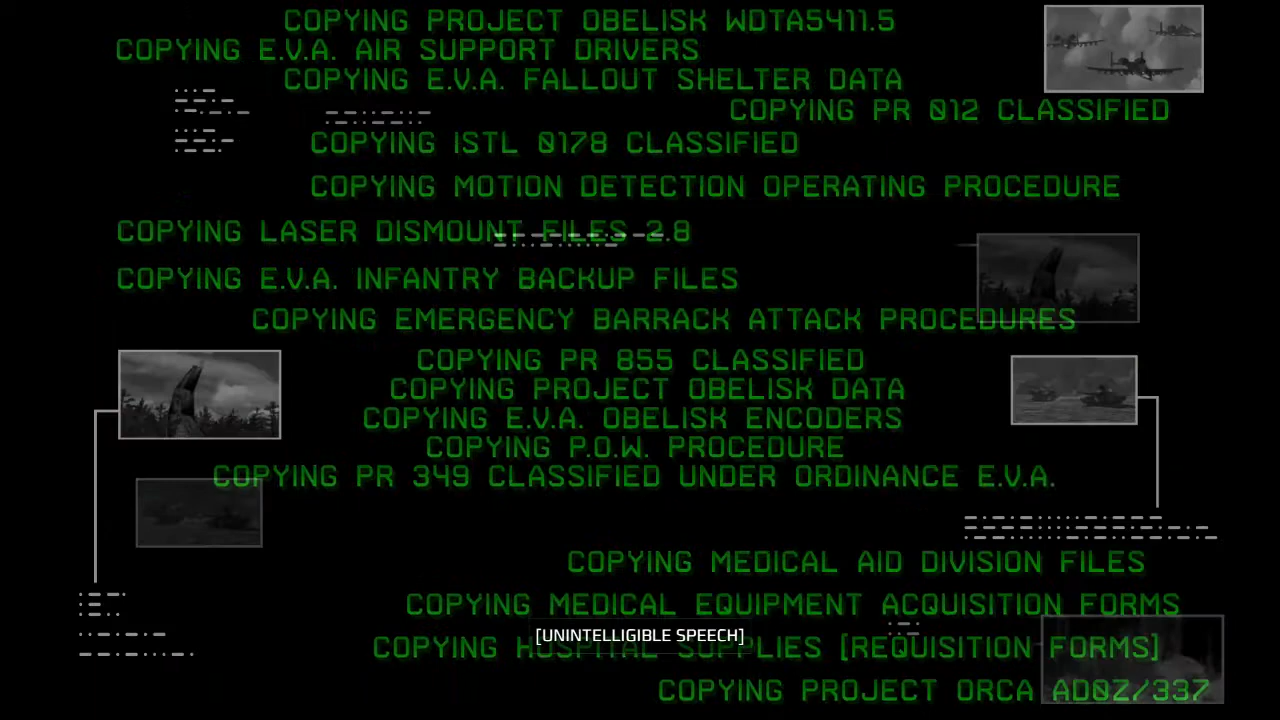 COPYING PROJECT OBELISK WDTA5411.5
COPYING E.V.A. AIR SUPPORT DRIVERS
COPYING E.V.A. FALLOUT SHELTER DATA
COPYING PR 012 CLASSIFIED
COPYING ISTL 0178 CLASSIFIED
COPYING MOTION DETECTION OPERATING PROCEDURE
COPYING LASER DISMOUNT FILES 2.8
COPYING E.V.A. INFANTRY BACKUP FILES
COPYING EMERGENCY BARRACK ATTACK PROCEDURES
COPYING PR 855 CLASSIFIED
COPYING PROJECT OBELISK DATA
COPYING E.V.A. OBELISK ENCODERS
COPYING P.O.W. PROCEDURE
COPYING PR 349 CLASSIFIED UNDER ORDINANCE E.V.A.
COPYING MEDICAL AID DIVISION FILES
COPYING MEDICAL EQUIPMENT ACQUISITION FORMS
[UNINTELLIGIBLE SPEECH]
COPYING HOSPITAL SUPPLIES [REQUISITION FORMS]
COPYING PROJECT ORCA AD0Z/337